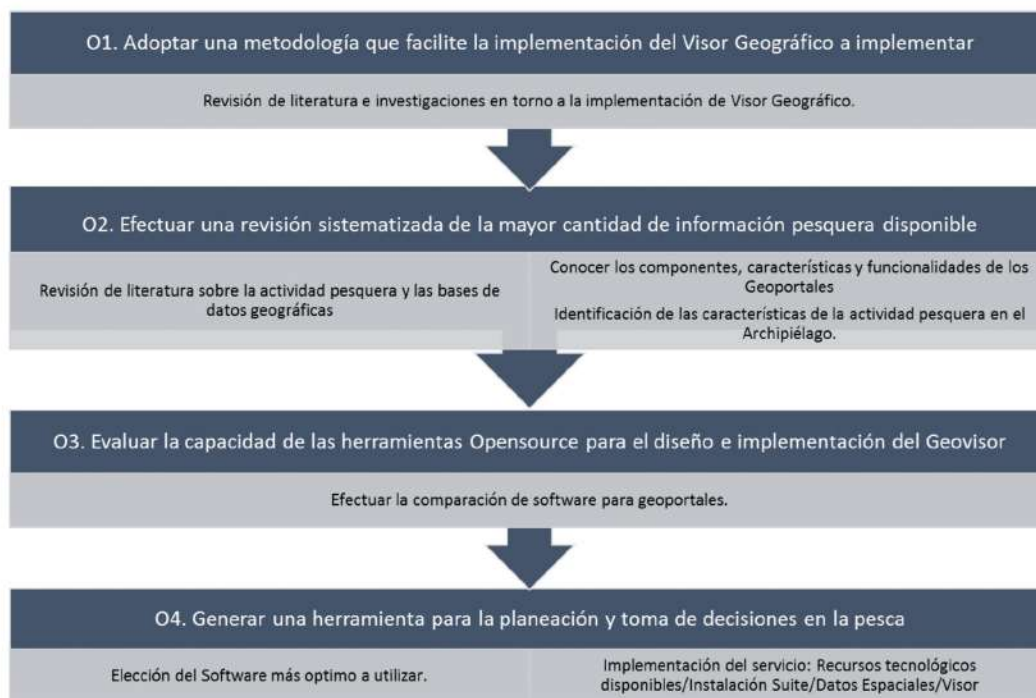 O1. Adoptar una metodología que facilite la implementación del Visor Geográfico a implementar
Revisión de literatura e investigaciones en torno a la implementación de Visor Geográfico.
O2. Efectuar una revisión sistematizada de la mayor cantidad de información pesquera disponible
Revisión de literatura sobre la actividad pesquera y las bases de
datos geográficas
Conocer los componentes, características y funcionalidades de los
Geoportales
Identificación de las características de la actividad pesquera en el
Archipiélago.
O3. Evaluar la capacidad de las herramientas Opensource para el diseño e implementación del Geovisor
Efectuar la comparación de software para geoportales.
O4. Generar una herramienta para la planeación y toma de decisiones en la pesca
Elección del Software más optimo a utilizar.
Implementación del servicio: Recursos tecnológicos
disponibles/Instalación Suite/Datos Espaciales/Visor